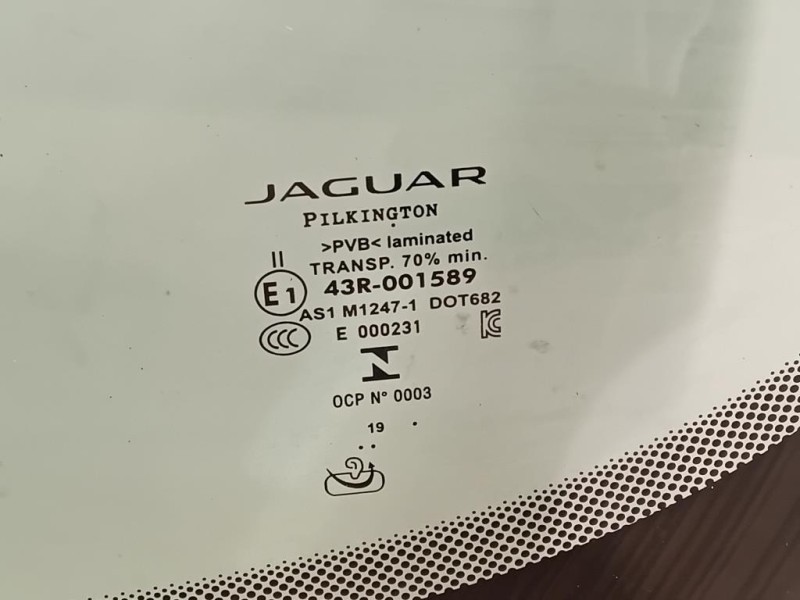 JAGUAR
PILKINGTON
>PVB< laminated
II TRANSP. 70% min.
E1 43R-001589
AS1 M1247-1 DOT682
CCC E 000231 KC
OCP N° 0003
19